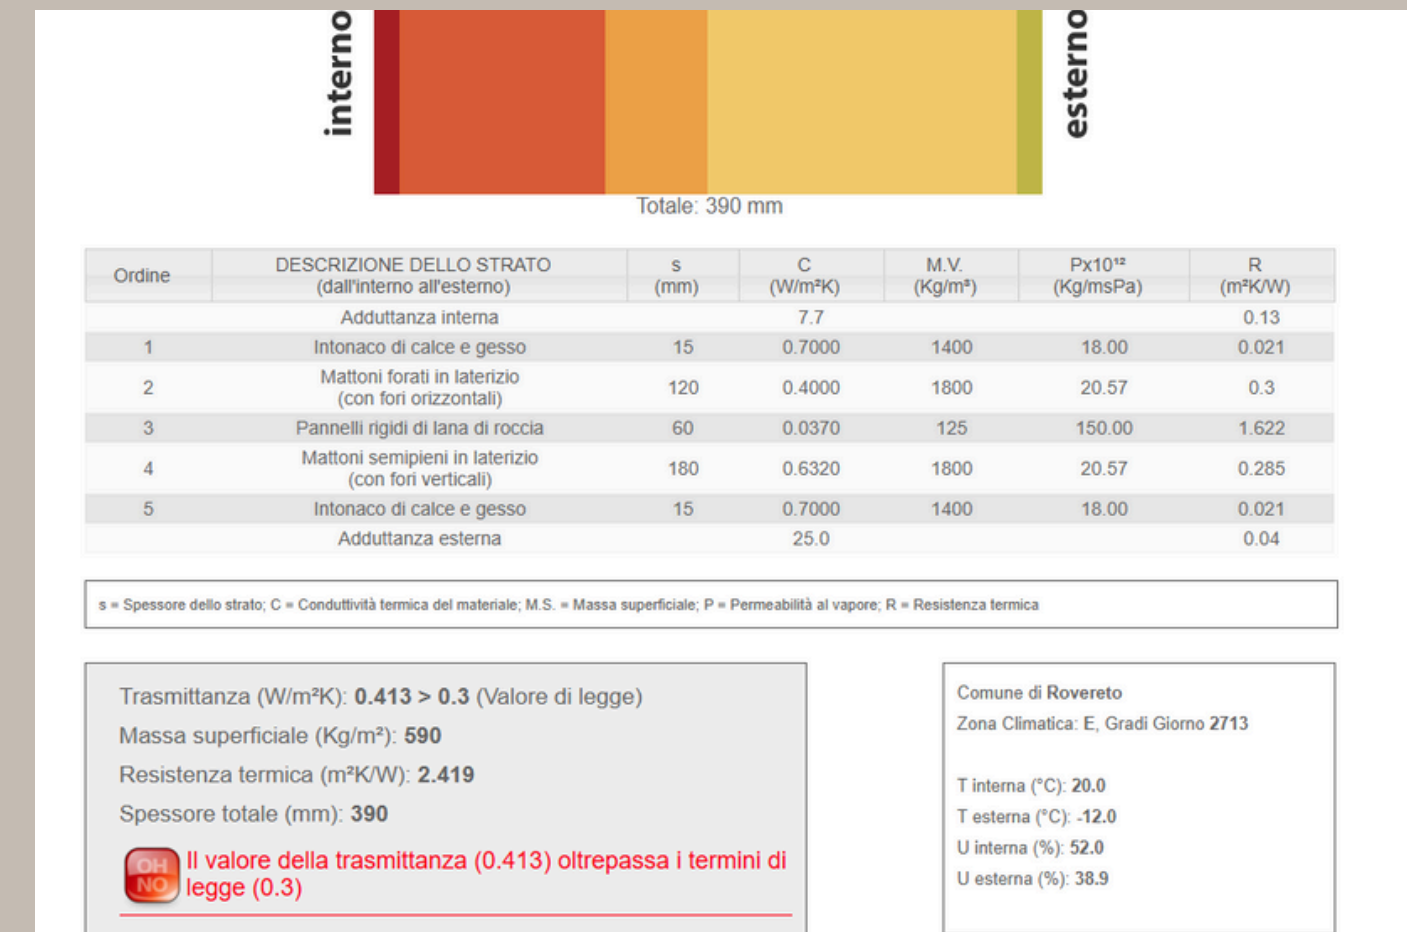 interno
esterno
Totale: 390 mm
Ordine DESCRIZIONE DELLO STRATO (dall'interno all'esterno) s (mm) C (W/m²K) M.V. (Kg/m³) Px10¹² (Kg/msPa) R (m²K/W)
Adduttanza interna 7.7 0.13
1 Intonaco di calce e gesso 15 0.7000 1400 18.00 0.021
2 Mattoni forati in laterizio (con fori orizzontali) 120 0.4000 1800 20.57 0.3
3 Pannelli rigidi di lana di roccia 60 0.0370 125 150.00 1.622
4 Mattoni semipieni in laterizio (con fori verticali) 180 0.6320 1800 20.57 0.285
5 Intonaco di calce e gesso 15 0.7000 1400 18.00 0.021
Adduttanza esterna 25.0 0.04
s = Spessore dello strato; C = Conduttività termica del materiale; M.S. = Massa superficiale; P = Permeabilità al vapore; R = Resistenza termica
Trasmittanza (W/m²K): 0.413 > 0.3 (Valore di legge)
Massa superficiale (Kg/m²): 590
Resistenza termica (m²K/W): 2.419
Spessore totale (mm): 390
OH
NO
Il valore della trasmittanza (0.413) oltrepassa i termini di
legge (0.3)
Comune di Rovereto
Zona Climatica: E, Gradi Giorno 2713
T interna (°C): 20.0
T esterna (°C): -12.0
U interna (%): 52.0
U esterna (%): 38.9